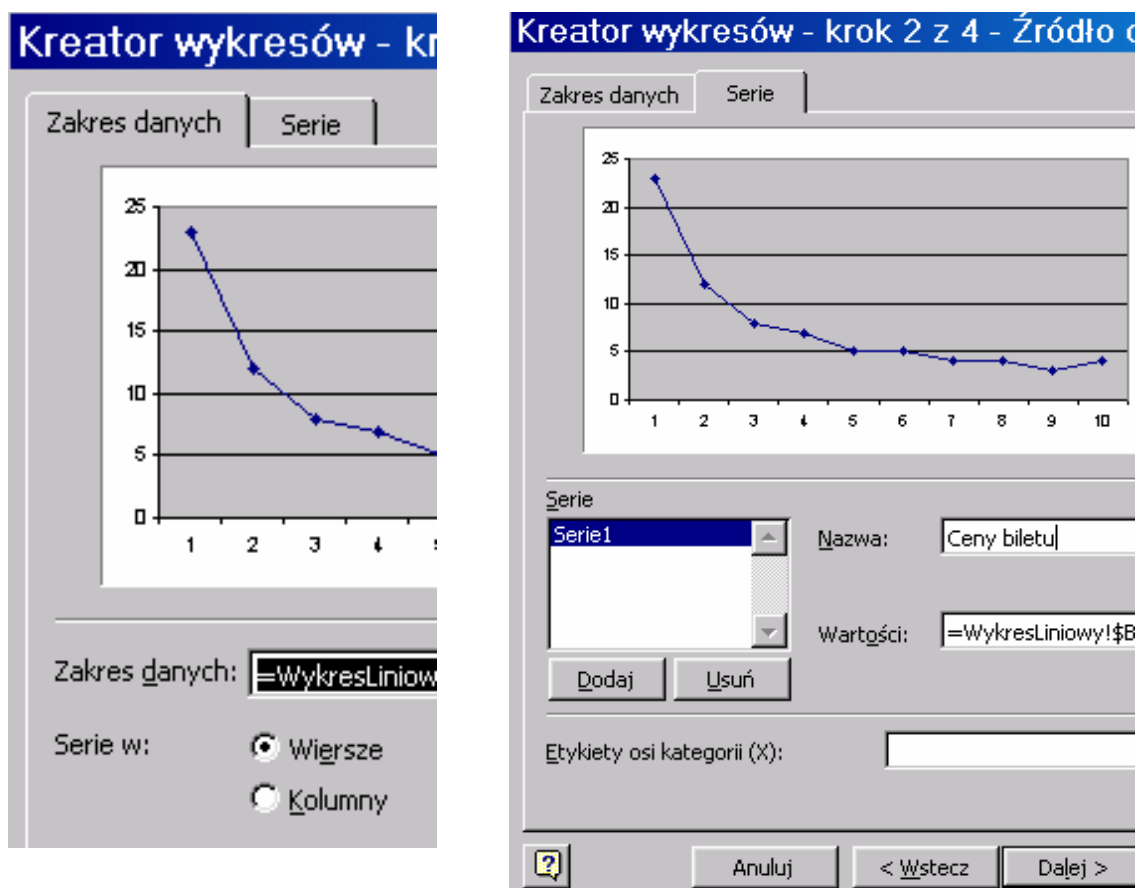 Kreator wykresów - kr
Zakres danych Serie
25
20
15
10
5
0
1 2 3 4
Zakres danych: =WykresLiniow
Serie w: Wiersze
Kolumny
Kreator wykresów - krok 2 z 4 - Źródło
Zakres danych Serie
25
20
15
10
5
0
1 2 3 4 5 6 7 8 9 10
Serie
Serie1
Nazwa: Ceny biletu
Wartości: =WykresLiniowy!$B
Dodaj Usuń
Etykiety osi kategorii (X):
? Anuluj < Wstecz Dalej >